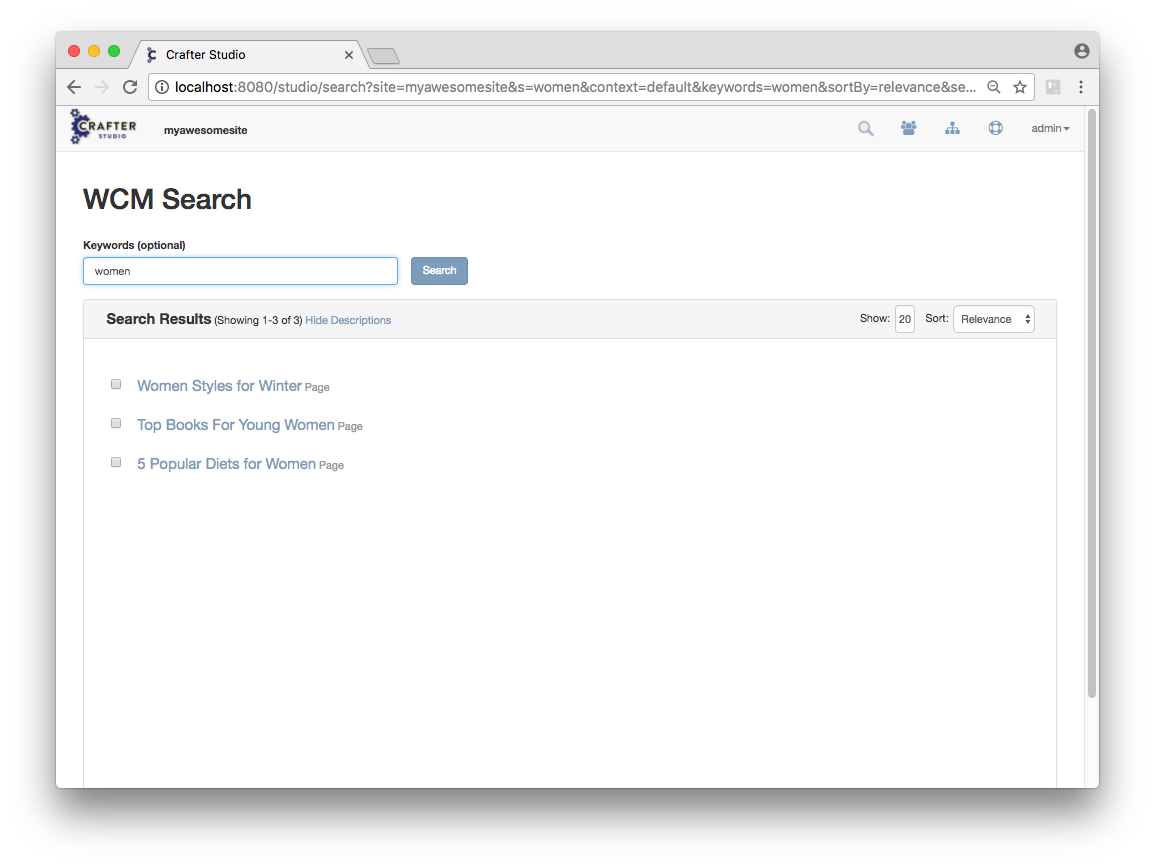 Crafter Studio
localhost:8080/studio/search?site=myawesomesite&s=women&context=default&keywords=women&sortBy=relevance&se...
CRAFTER
STUDIO
myawesomesite
admin
WCM Search
Keywords (optional)
women
Search
Search Results (Showing 1-3 of 3) Hide Descriptions
Show: 20 Sort: Relevance
Women Styles for Winter Page
Top Books For Young Women Page
5 Popular Diets for Women Page